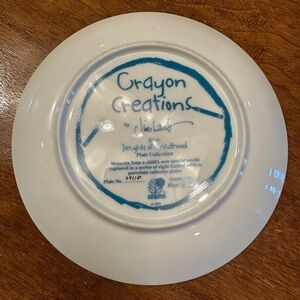 Crayon
Creations
by
Delights of Childhood
Plate Collection
Moments from a child's own special world
captured in a series of eight limited edition
porcelain collector plates
Plate No.